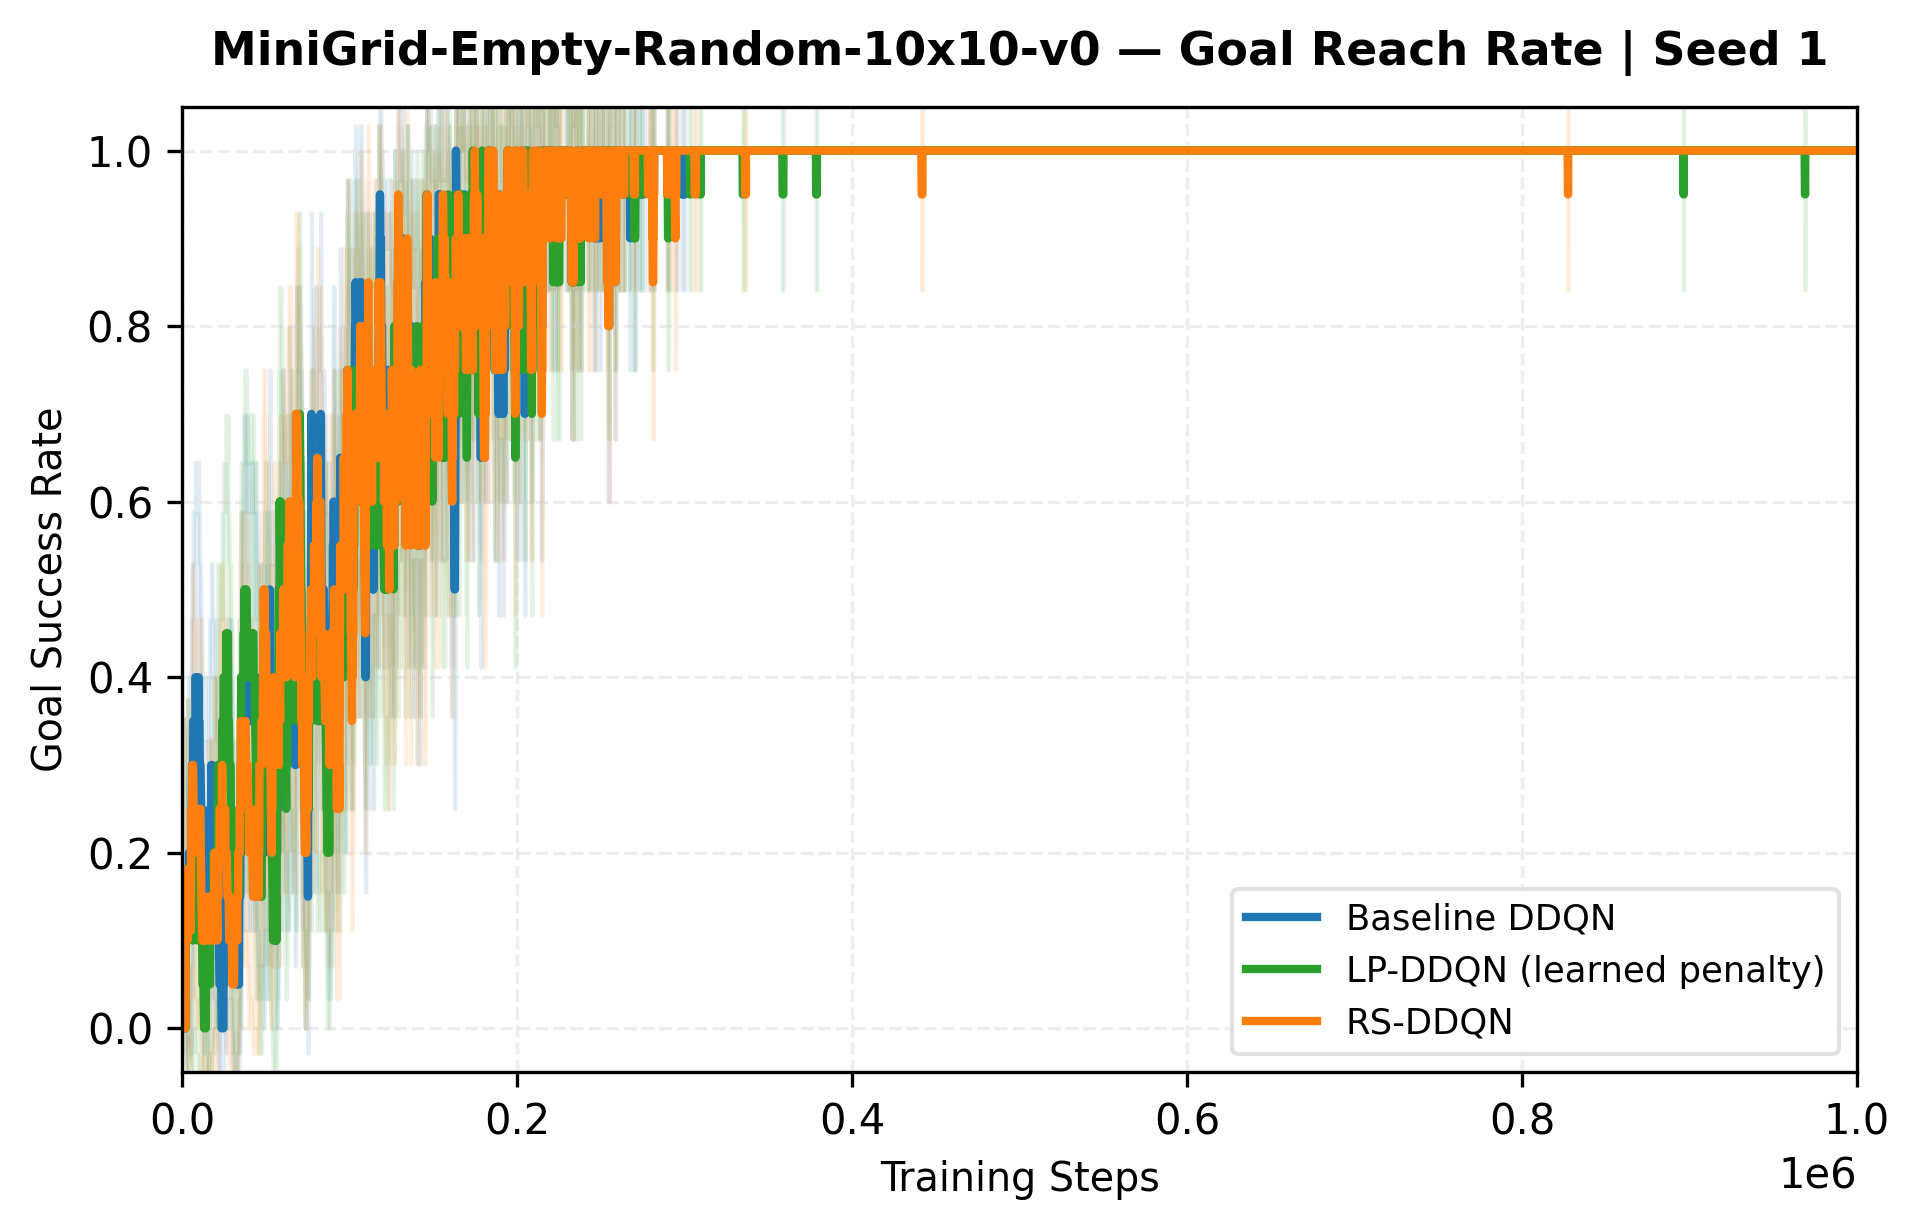 MiniGrid-Empty-Random-10x10-v0 — Goal Reach Rate | Seed 1
Goal Success Rate
1.0
0.8
0.6
0.4
0.2
0.0
Baseline DDQN
LP-DDQN (learned penalty)
RS-DDQN
0.0 0.2 0.4 0.6 0.8 1.0
Training Steps
1e6